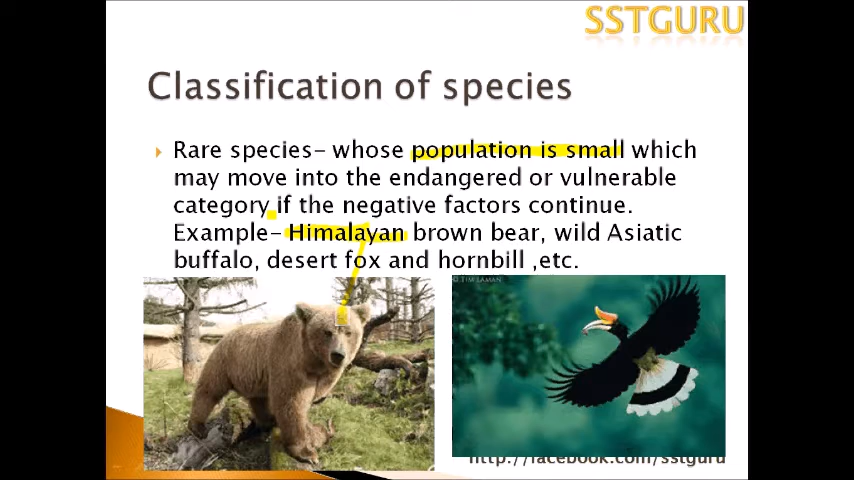 SSTGURU
Classification of species
Rare species- whose population is small which
may move into the endangered or vulnerable
category if the negative factors continue.
Example- Himalayan brown bear, wild Asiatic
buffalo, desert fox and hornbill ,etc.
© TIM LAMAN
http://facebook.com/sstguru